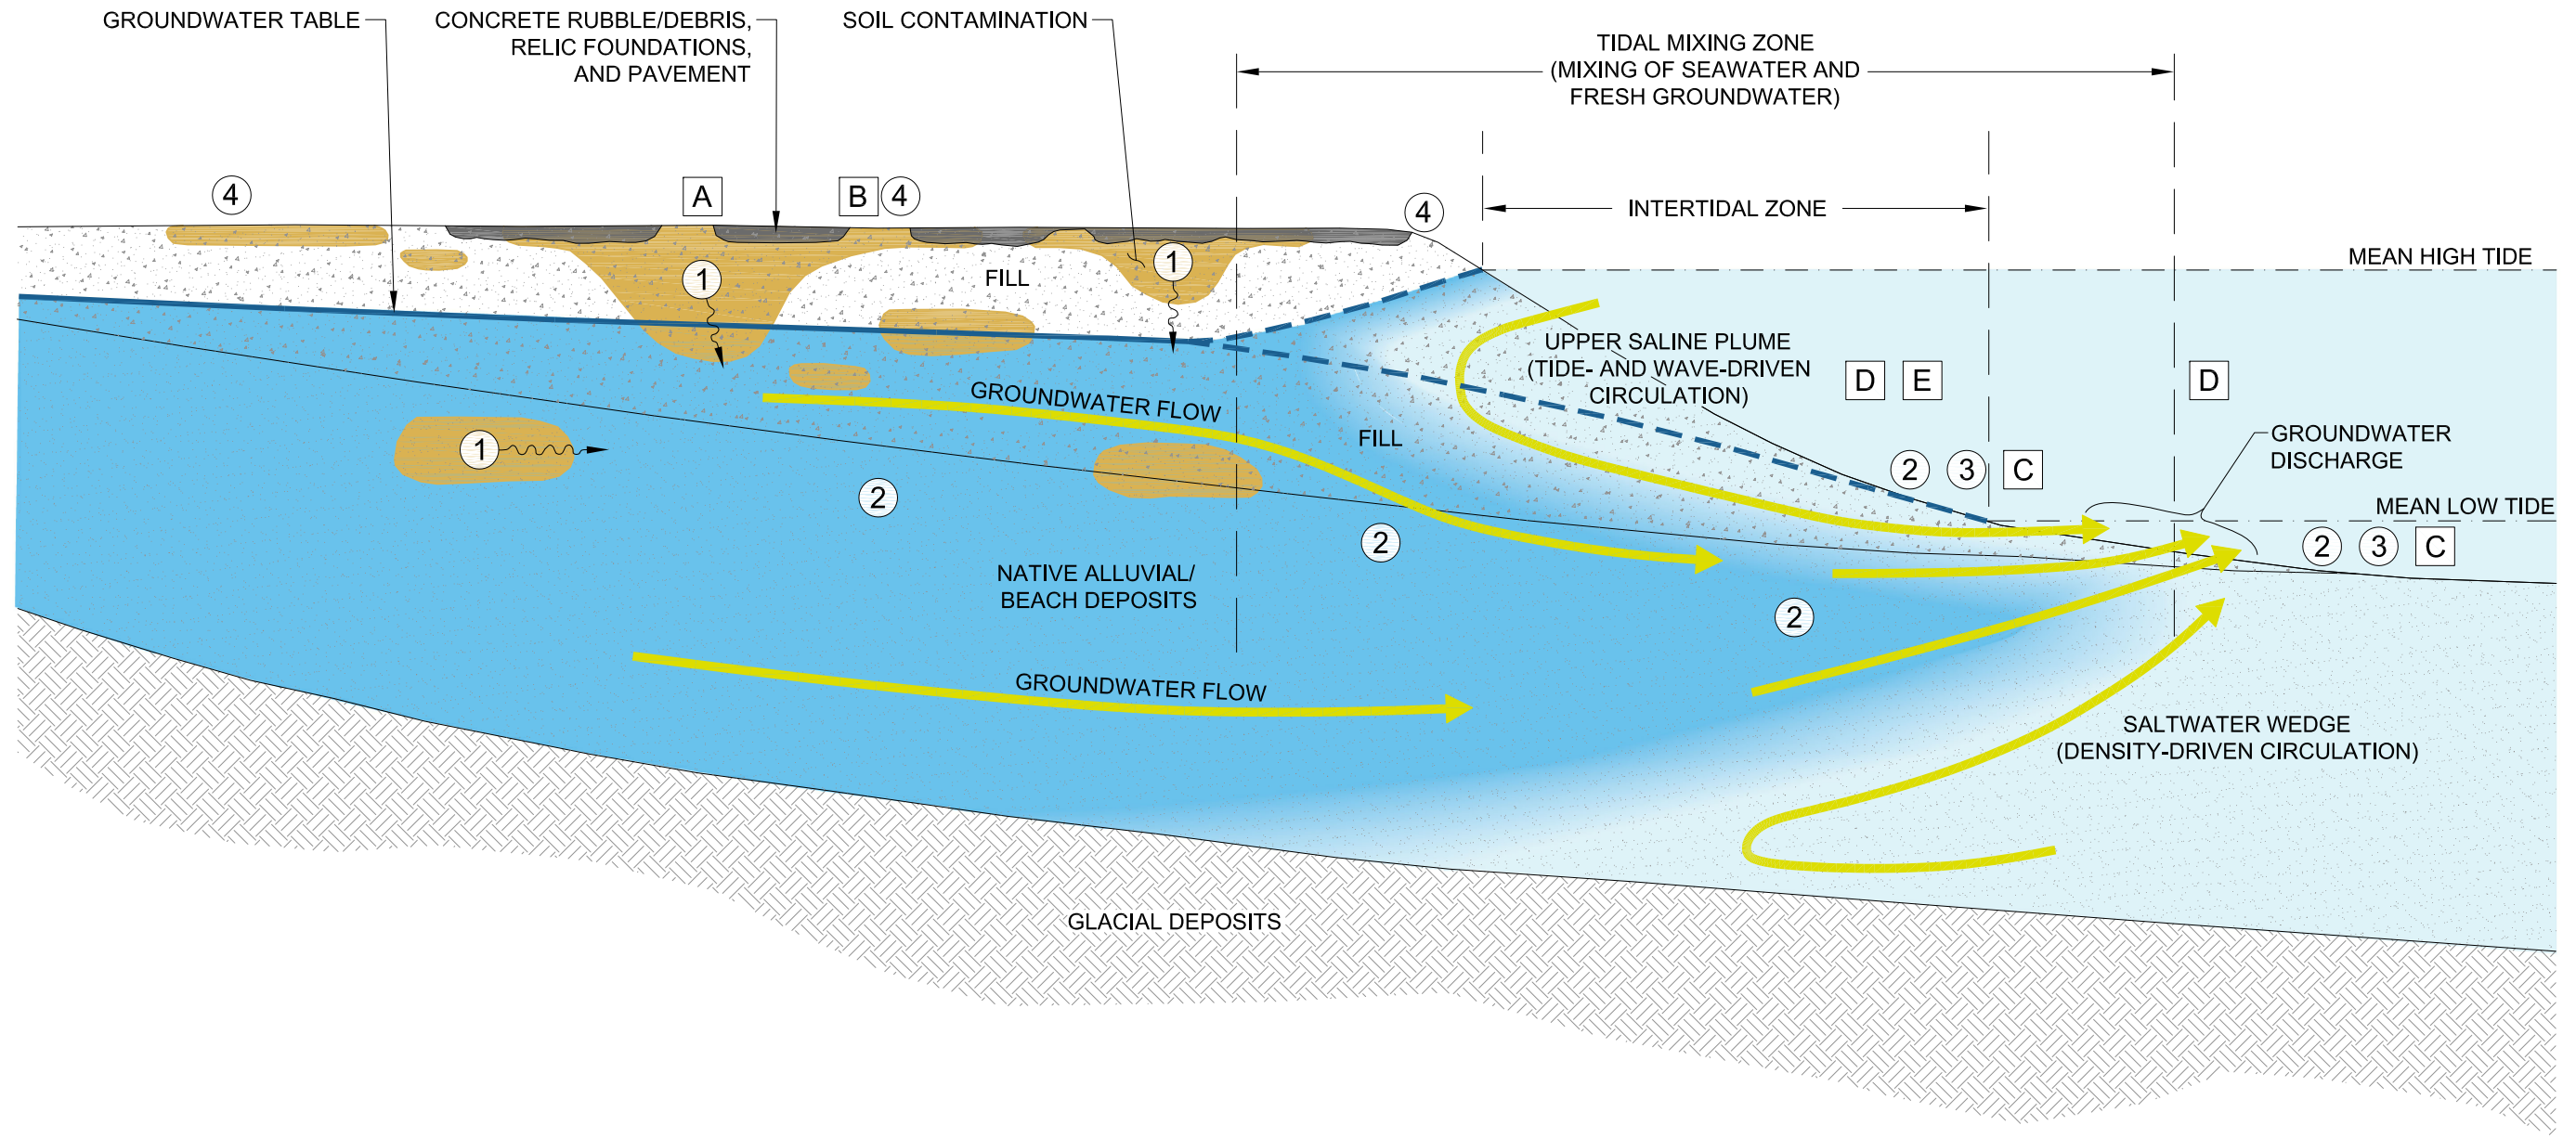 GROUNDWATER TABLE
CONCRETE RUBBLE/DEBRIS,
RELIC FOUNDATIONS,
AND PAVEMENT
SOIL CONTAMINATION
TIDAL MIXING ZONE
(MIXING OF SEAWATER AND
FRESH GROUNDWATER)
4
A
B
4
4
INTERTIDAL ZONE
MEAN HIGH TIDE
1
FILL
1
UPPER SALINE PLUME
(TIDE- AND WAVE-DRIVEN
CIRCULATION)
D
E
D
GROUNDWATER FLOW
FILL
GROUNDWATER
DISCHARGE
1
2
2
3
C
MEAN LOW TIDE
2
2
3
C
NATIVE ALLUVIAL/
BEACH DEPOSITS
2
GROUNDWATER FLOW
SALTWATER WEDGE
(DENSITY-DRIVEN CIRCULATION)
GLACIAL DEPOSITS